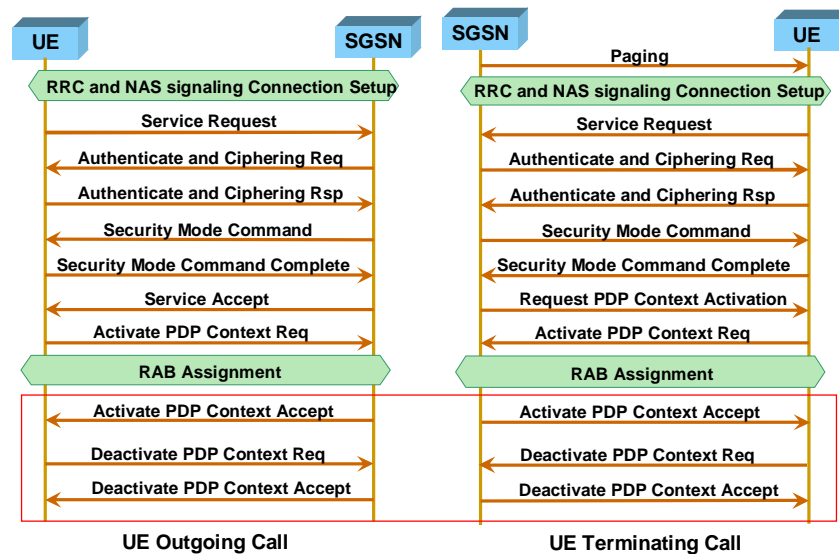 UE
SGSN
RRC and NAS signaling Connection Setup
Service Request
Authenticate and Ciphering Req
Authenticate and Ciphering Rsp
Security Mode Command
Security Mode Command Complete
Service Accept
Activate PDP Context Req
RAB Assignment
Activate PDP Context Accept
Deactivate PDP Context Req
Deactivate PDP Context Accept
UE Outgoing Call
SGSN
UE
Paging
RRC and NAS signaling Connection Setup
Service Request
Authenticate and Ciphering Req
Authenticate and Ciphering Rsp
Security Mode Command
Security Mode Command Complete
Request PDP Context Activation
Activate PDP Context Req
RAB Assignment
Activate PDP Context Accept
Deactivate PDP Context Req
Deactivate PDP Context Accept
UE Terminating Call